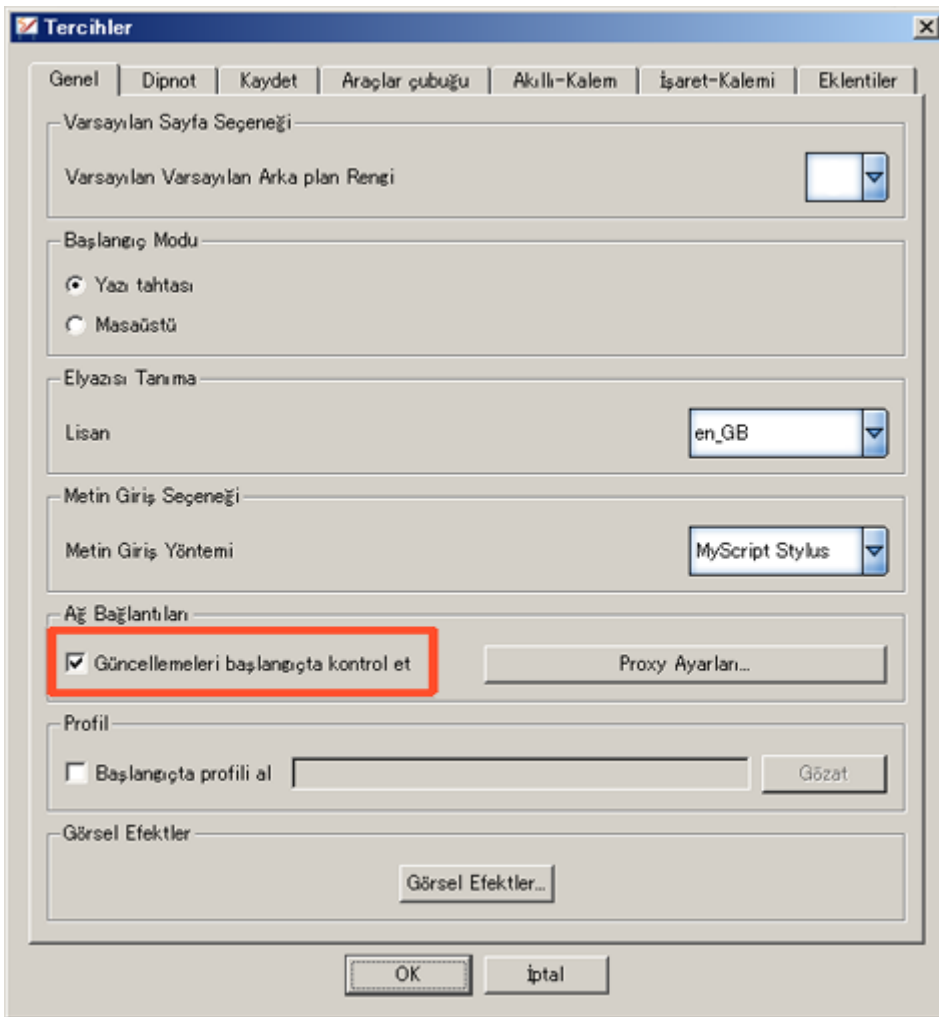 Tercihler
Genel Dipnot Kaydet Araçlar çubuğu Akıllı-Kalem İşaret-Kalemi Eklentiler
Varsayılan Sayfa Seçeneği
Varsayılan Varsayılan Arka plan Rengi
Başlangıç Modu
Yazı tahtası
Masaüstü
Elyazısı Tanıma
Lisan en_GB
Metin Giriş Seçeneği
Metin Giriş Yöntemi MyScript Stylus
Ağ Bağlantıları
Güncellemeleri başlangıçta kontrol et Proxy Ayarları...
Profil
Başlangıçta profili al Gözat
Görsel Efektler
Görsel Efektler...
OK İptal